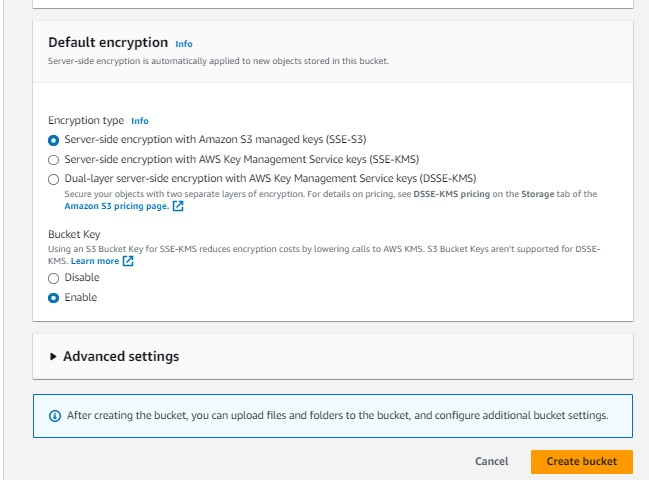 Default encryption Info
Server-side encryption is automatically applied to new objects stored in this bucket.
Encryption type Info
Server-side encryption with Amazon S3 managed keys (SSE-S3)
Server-side encryption with AWS Key Management Service keys (SSE-KMS)
Dual-layer server-side encryption with AWS Key Management Service keys (DSSE-KMS)
Secure your objects with two separate layers of encryption. For details on pricing, see DSSE-KMS pricing on the Storage tab of the
Amazon S3 pricing page.
Bucket Key
Using an S3 Bucket Key for SSE-KMS reduces encryption costs by lowering calls to AWS KMS. S3 Bucket Keys aren't supported for DSSE-
KMS. Learn more
Disable
Enable
Advanced settings
After creating the bucket, you can upload files and folders to the bucket, and configure additional bucket settings.
Cancel Create bucket